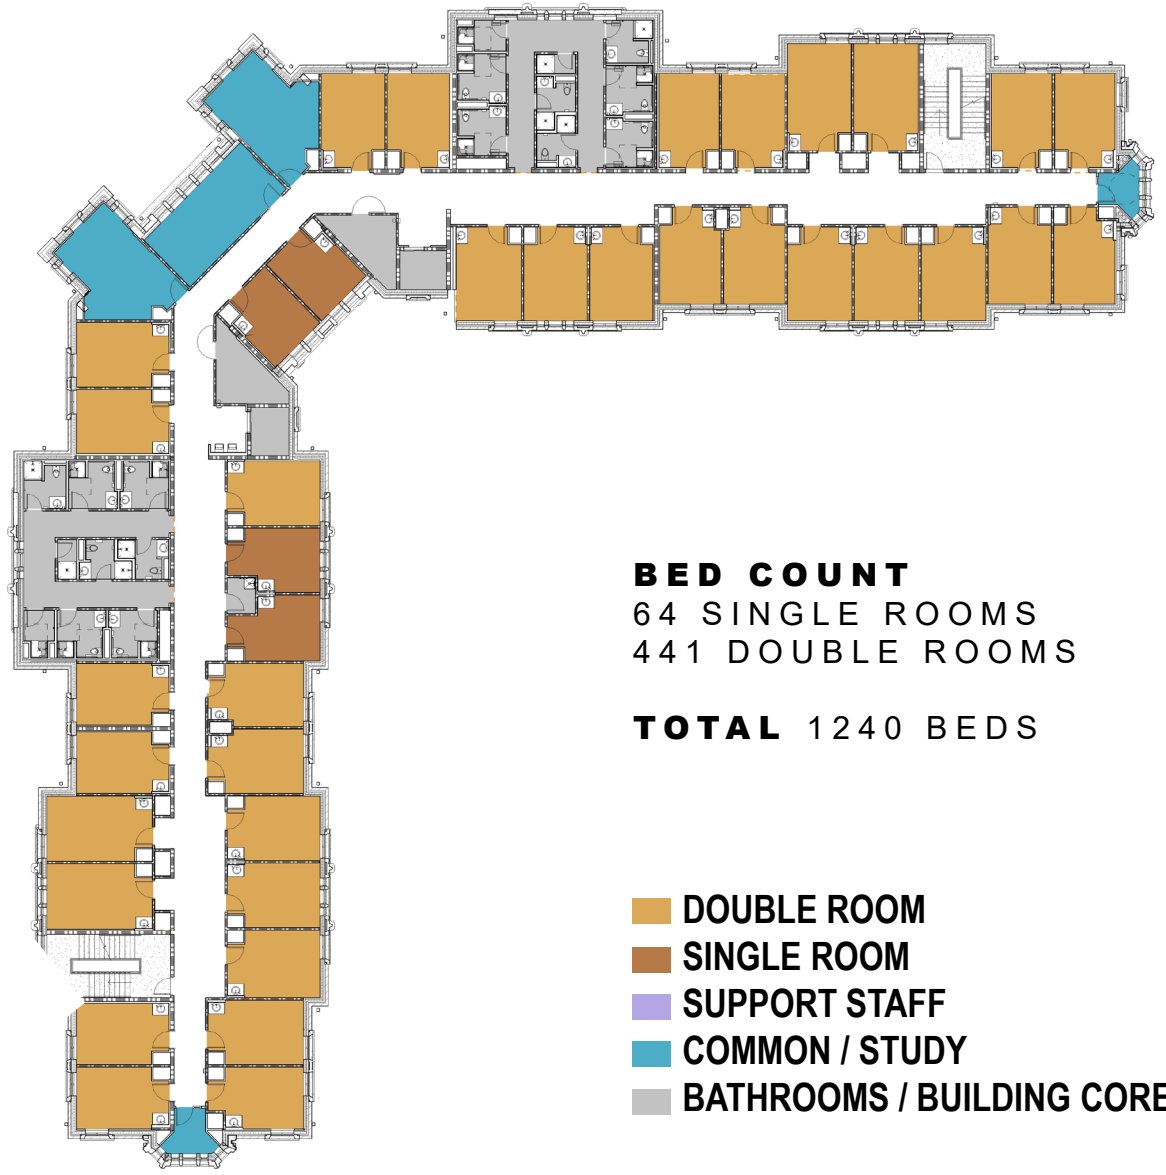 BED COUNT
64 SINGLE ROOMS
441 DOUBLE ROOMS
TOTAL 1240 BEDS
DOUBLE ROOM
SINGLE ROOM
SUPPORT STAFF
COMMON / STUDY
BATHROOMS / BUILDING CORE